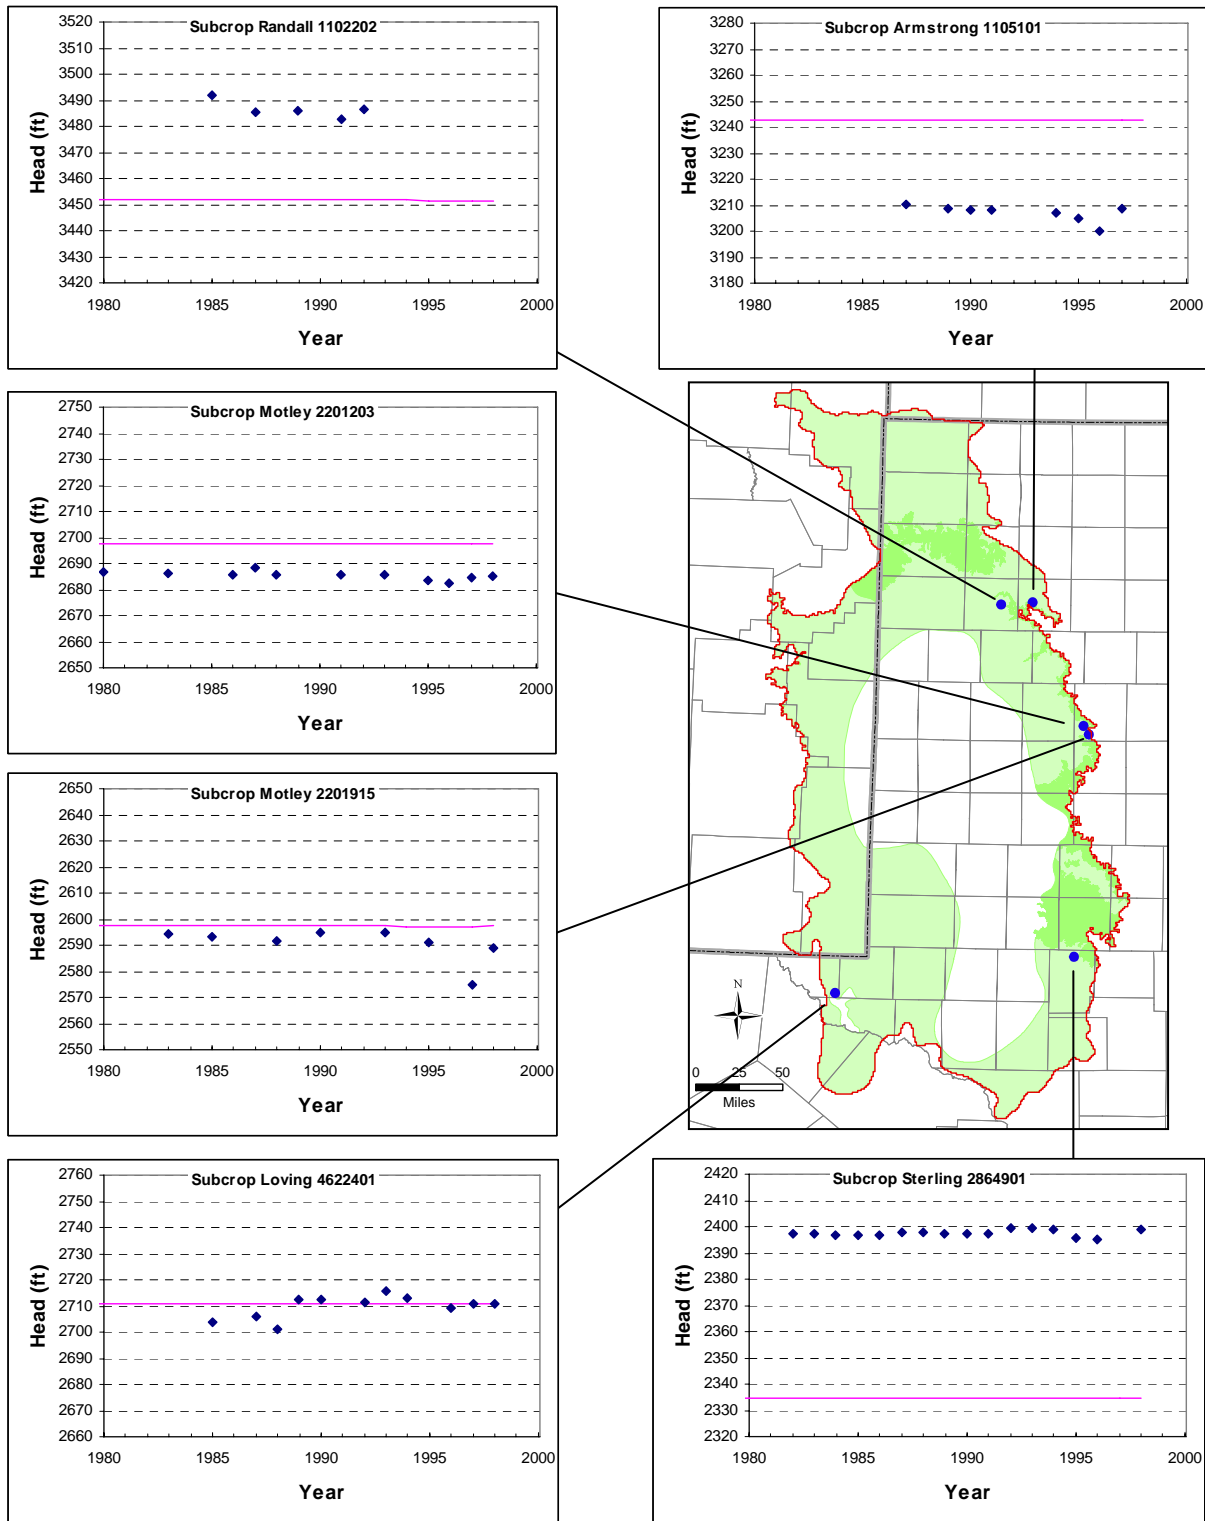 Subcrop Randall 1102202
3520
3510
3500
3490
3480
3470
3460
3450
3440
3430
3420
Head (ft)
1980 1985 1990 1995 2000
Year
Subcrop Armstrong 1105101
3280
3270
3260
3250
3240
3230
3220
3210
3200
3190
3180
Head (ft)
1980 1985 1990 1995 2000
Year
Subcrop Motley 2201203
2750
2740
2730
2720
2710
2700
2690
2680
2670
2660
2650
Head (ft)
1980 1985 1990 1995 2000
Year
Subcrop Motley 2201915
2650
2640
2630
2620
2610
2600
2590
2580
2570
2560
2550
Head (ft)
1980 1985 1990 1995 2000
Year
N
0 25 50
Miles
Subcrop Loving 4622401
2760
2750
2740
2730
2720
2710
2700
2690
2680
2670
2660
Head (ft)
1980 1985 1990 1995 2000
Year
Subcrop Sterling 2864901
2420
2410
2400
2390
2380
2370
2360
2350
2340
2330
2320
Head (ft)
1980 1985 1990 1995 2000
Year